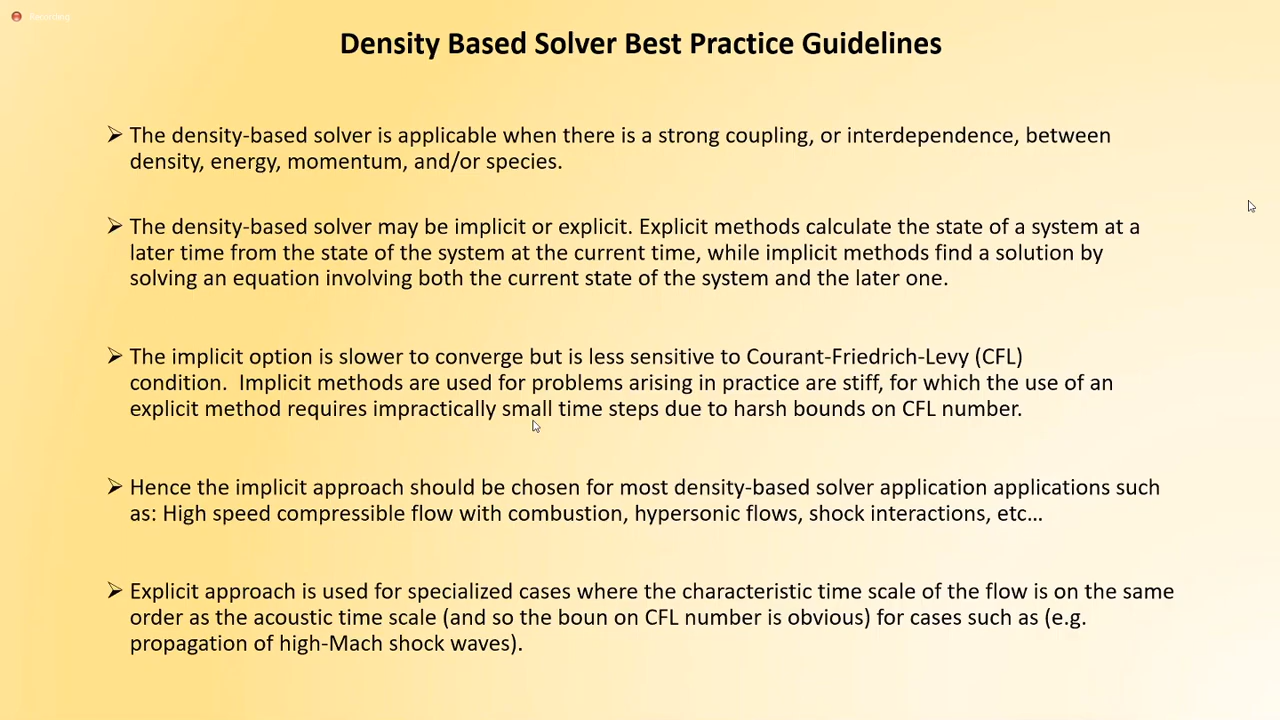 Recording
Density Based Solver Best Practice Guidelines
➢ The density-based solver is applicable when there is a strong coupling, or interdependence, between
density, energy, momentum, and/or species.
➢ The density-based solver may be implicit or explicit. Explicit methods calculate the state of a system at a
later time from the state of the system at the current time, while implicit methods find a solution by
solving an equation involving both the current state of the system and the later one.
➢ The implicit option is slower to converge but is less sensitive to Courant-Friedrich-Levy (CFL)
condition.  Implicit methods are used for problems arising in practice are stiff, for which the use of an
explicit method requires impractically small time steps due to harsh bounds on CFL number.
➢ Hence the implicit approach should be chosen for most density-based solver application applications such
as: High speed compressible flow with combustion, hypersonic flows, shock interactions, etc…
➢ Explicit approach is used for specialized cases where the characteristic time scale of the flow is on the same
order as the acoustic time scale (and so the boun on CFL number is obvious) for cases such as (e.g.
propagation of high-Mach shock waves).